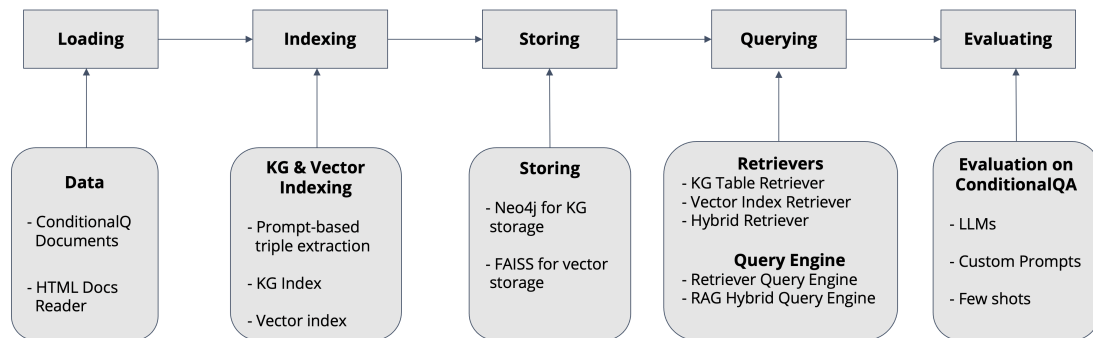 Loading
Indexing
Storing
Querying
Evaluating
Data
- ConditionalQ
Documents
- HTML Docs
Reader
KG & Vector
Indexing
- Prompt-based
triple extraction
- KG Index
- Vector index
Storing
- Neo4j for KG
storage
- FAISS for vector
storage
Retrievers
- KG Table Retriever
- Vector Index Retriever
- Hybrid Retriever
Query Engine
- Retriever Query Engine
- RAG Hybrid Query Engine
Evaluation on
ConditionalQA
- LLMs
- Custom Prompts
- Few shots